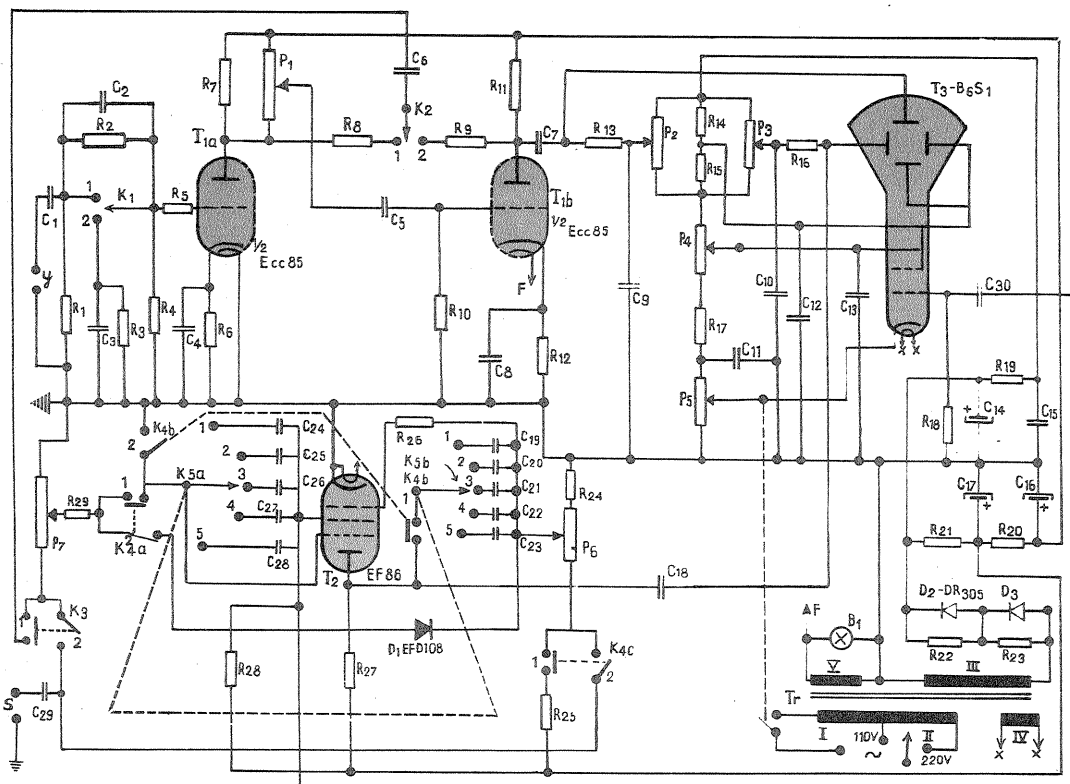 C2
R2
R7
P1
C6
K2
R8
1
2
R9
R11
C7
R13
P2
R14
R15
P3
R16
T3-B6S1
T1a
1
K1
2
R5
C1
y
½
Ecc85
C5
T1b
½
Ecc85
F
P4
R1
C3
R3
R4
C4
R6
R10
C8
R12
C9
R17
C10
C11
C12
C13
C30
P5
x x
R19
R18
+
C14
C15
K4b
2
1
C24
2
C25
K5a
3
C26
4
C27
5
C28
R26
K5b
K4b
1
1
C19
2
C20
3
C21
4
C22
5
C23
R24
P6
C17
+
C16
+
R21
R20
P7
R29
1
2
K4a
T2
EF86
C18
D2-DR305
D3
F
B1
R22
R23
1
K3
2
D1EFD108
R28
R27
1
K4c
2
R25
V
III
Tr
S
C29
I
110V
~
II
220V
IV
x
x